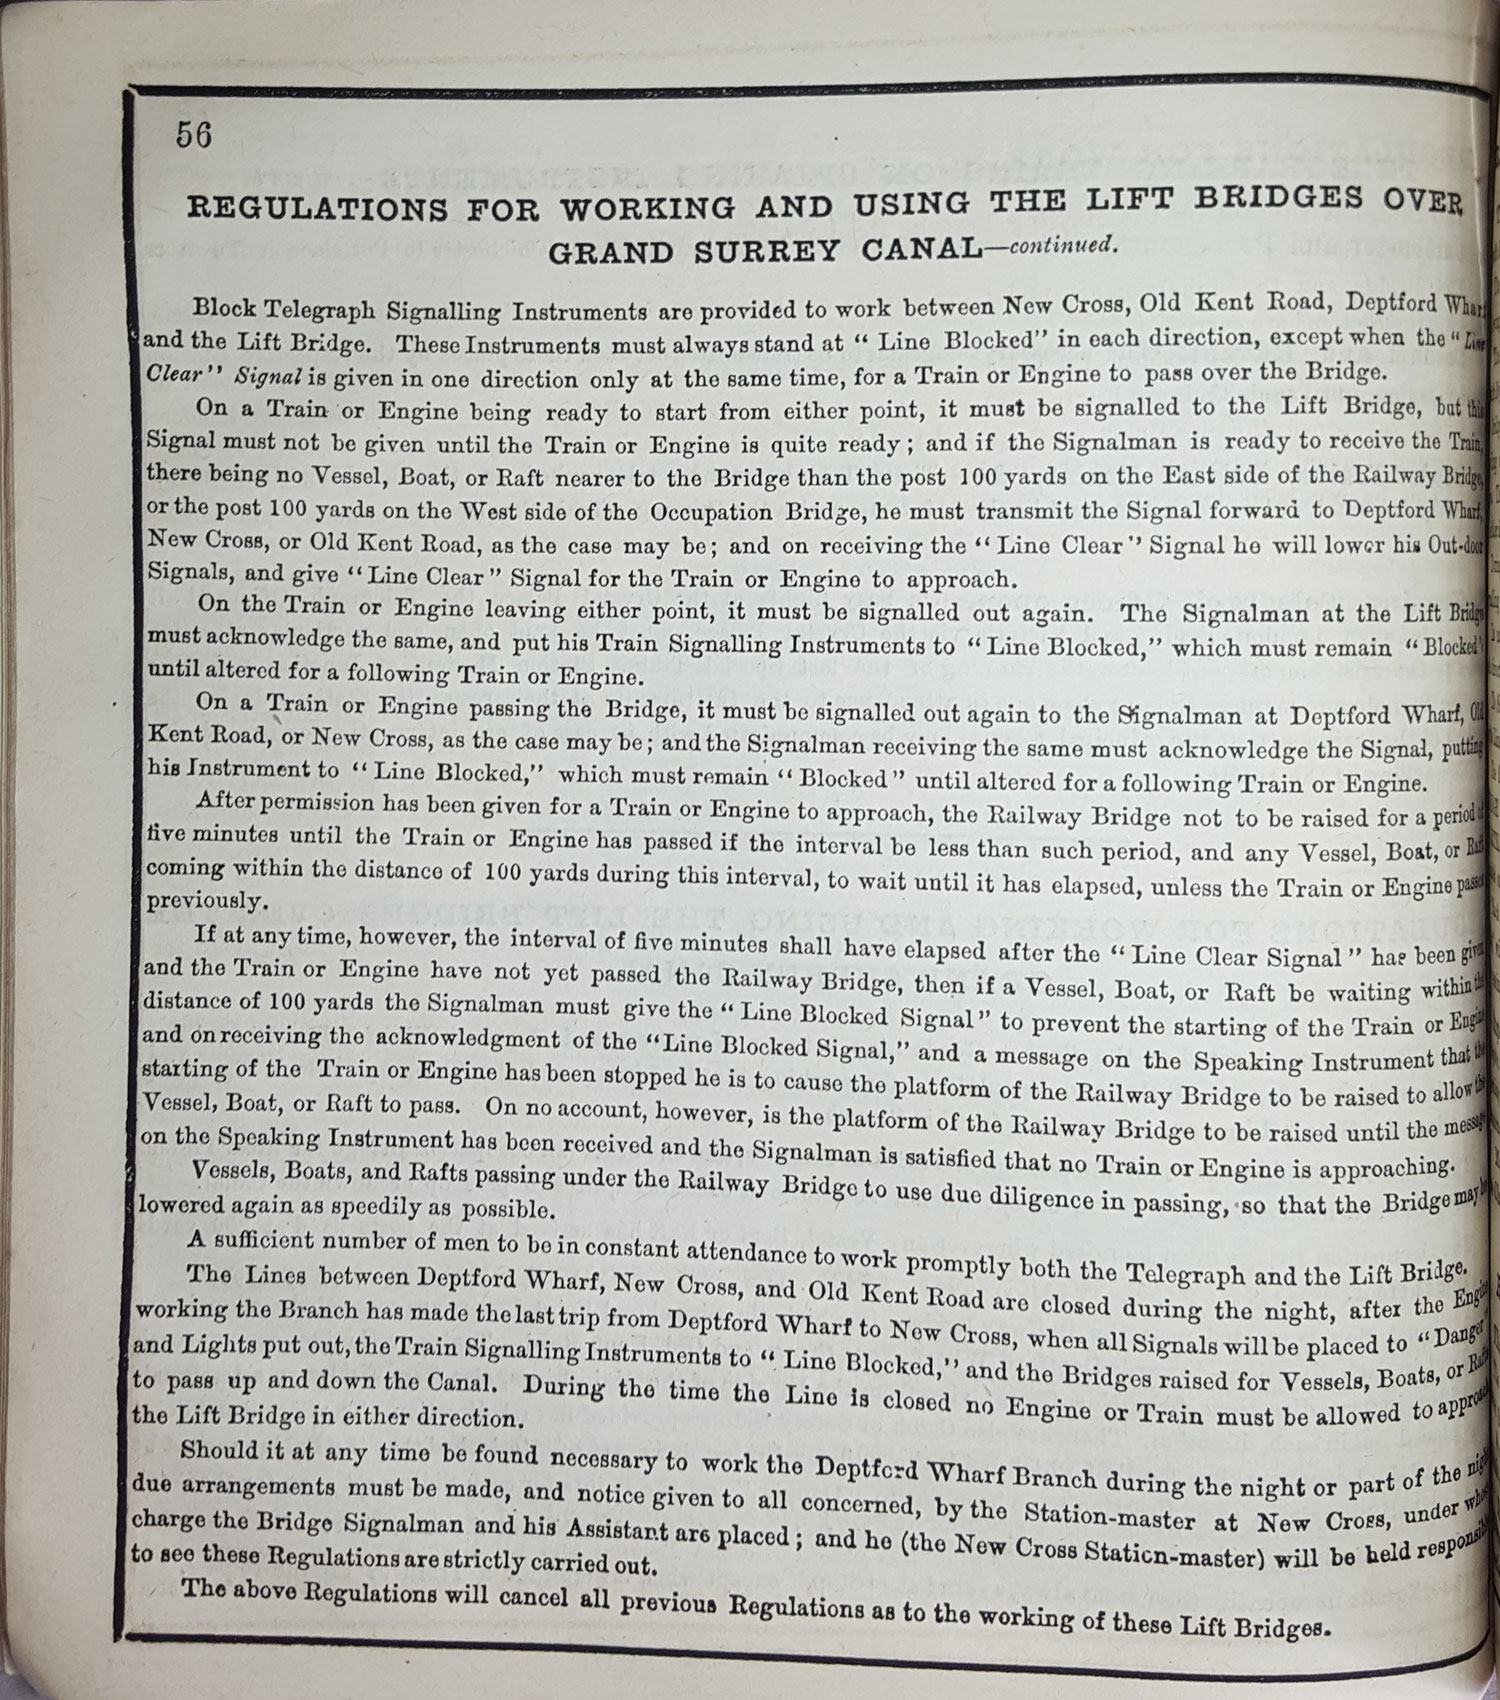 56
REGULATIONS FOR WORKING AND USING THE LIFT BRIDGES OVER
GRAND SURREY CANAL—continued.
Block Telegraph Signalling Instruments are provided to work between New Cross, Old Kent Road, Deptford Wharf
and the Lift Bridge. These Instruments must always stand at "Line Blocked" in each direction, except when the "Line
Clear" Signal is given in one direction only at the same time, for a Train or Engine to pass over the Bridge.
On a Train or Engine being ready to start from either point, it must be signalled to the Lift Bridge, but this
Signal must not be given until the Train or Engine is quite ready; and if the Signalman is ready to receive the Train,
there being no Vessel, Boat, or Raft nearer to the Bridge than the post 100 yards on the East side of the Railway Bridge,
or the post 100 yards on the West side of the Occupation Bridge, he must transmit the Signal forward to Deptford Wharf,
New Cross, or Old Kent Road, as the case may be; and on receiving the "Line Clear" Signal he will lower his Out-door
Signals, and give "Line Clear" Signal for the Train or Engine to approach.
On the Train or Engine leaving either point, it must be signalled out again. The Signalman at the Lift Bridge
must acknowledge the same, and put his Train Signalling Instruments to "Line Blocked," which must remain "Blocked"
until altered for a following Train or Engine.
On a Train or Engine passing the Bridge, it must be signalled out again to the Signalman at Deptford Wharf, Old
Kent Road, or New Cross, as the case may be; and the Signalman receiving the same must acknowledge the Signal, putting
his Instrument to "Line Blocked," which must remain "Blocked" until altered for a following Train or Engine.
After permission has been given for a Train or Engine to approach, the Railway Bridge not to be raised for a period of
five minutes until the Train or Engine has passed if the interval be less than such period, and any Vessel, Boat, or Raft
coming within the distance of 100 yards during this interval, to wait until it has elapsed, unless the Train or Engine passes
previously.
If at any time, however, the interval of five minutes shall have elapsed after the "Line Clear Signal" has been given
and the Train or Engine have not yet passed the Railway Bridge, then if a Vessel, Boat, or Raft be waiting within the
distance of 100 yards the Signalman must give the "Line Blocked Signal" to prevent the starting of the Train or Engine
and on receiving the acknowledgment of the "Line Blocked Signal," and a message on the Speaking Instrument that the
starting of the Train or Engine has been stopped he is to cause the platform of the Railway Bridge to be raised to allow the
Vessel, Boat, or Raft to pass. On no account, however, is the platform of the Railway Bridge to be raised until the message
on the Speaking Instrument has been received and the Signalman is satisfied that no Train or Engine is approaching.
Vessels, Boats, and Rafts passing under the Railway Bridge to use due diligence in passing, so that the Bridge may be
lowered again as speedily as possible.
A sufficient number of men to be in constant attendance to work promptly both the Telegraph and the Lift Bridge.
The Lines between Deptford Wharf, New Cross, and Old Kent Road are closed during the night, after the Engine
working the Branch has made the last trip from Deptford Wharf to New Cross, when all Signals will be placed to "Danger"
and Lights put out, the Train Signalling Instruments to "Line Blocked," and the Bridges raised for Vessels, Boats, or Rafts
to pass up and down the Canal. During the time the Line is closed no Engine or Train must be allowed to approach
the Lift Bridge in either direction.
Should it at any time be found necessary to work the Deptford Wharf Branch during the night or part of the night
due arrangements must be made, and notice given to all concerned, by the Station-master at New Cross, under whose
charge the Bridge Signalman and his Assistant are placed; and he (the New Cross Station-master) will be held responsible
to see these Regulations are strictly carried out.
The above Regulations will cancel all previous Regulations as to the working of these Lift Bridges.